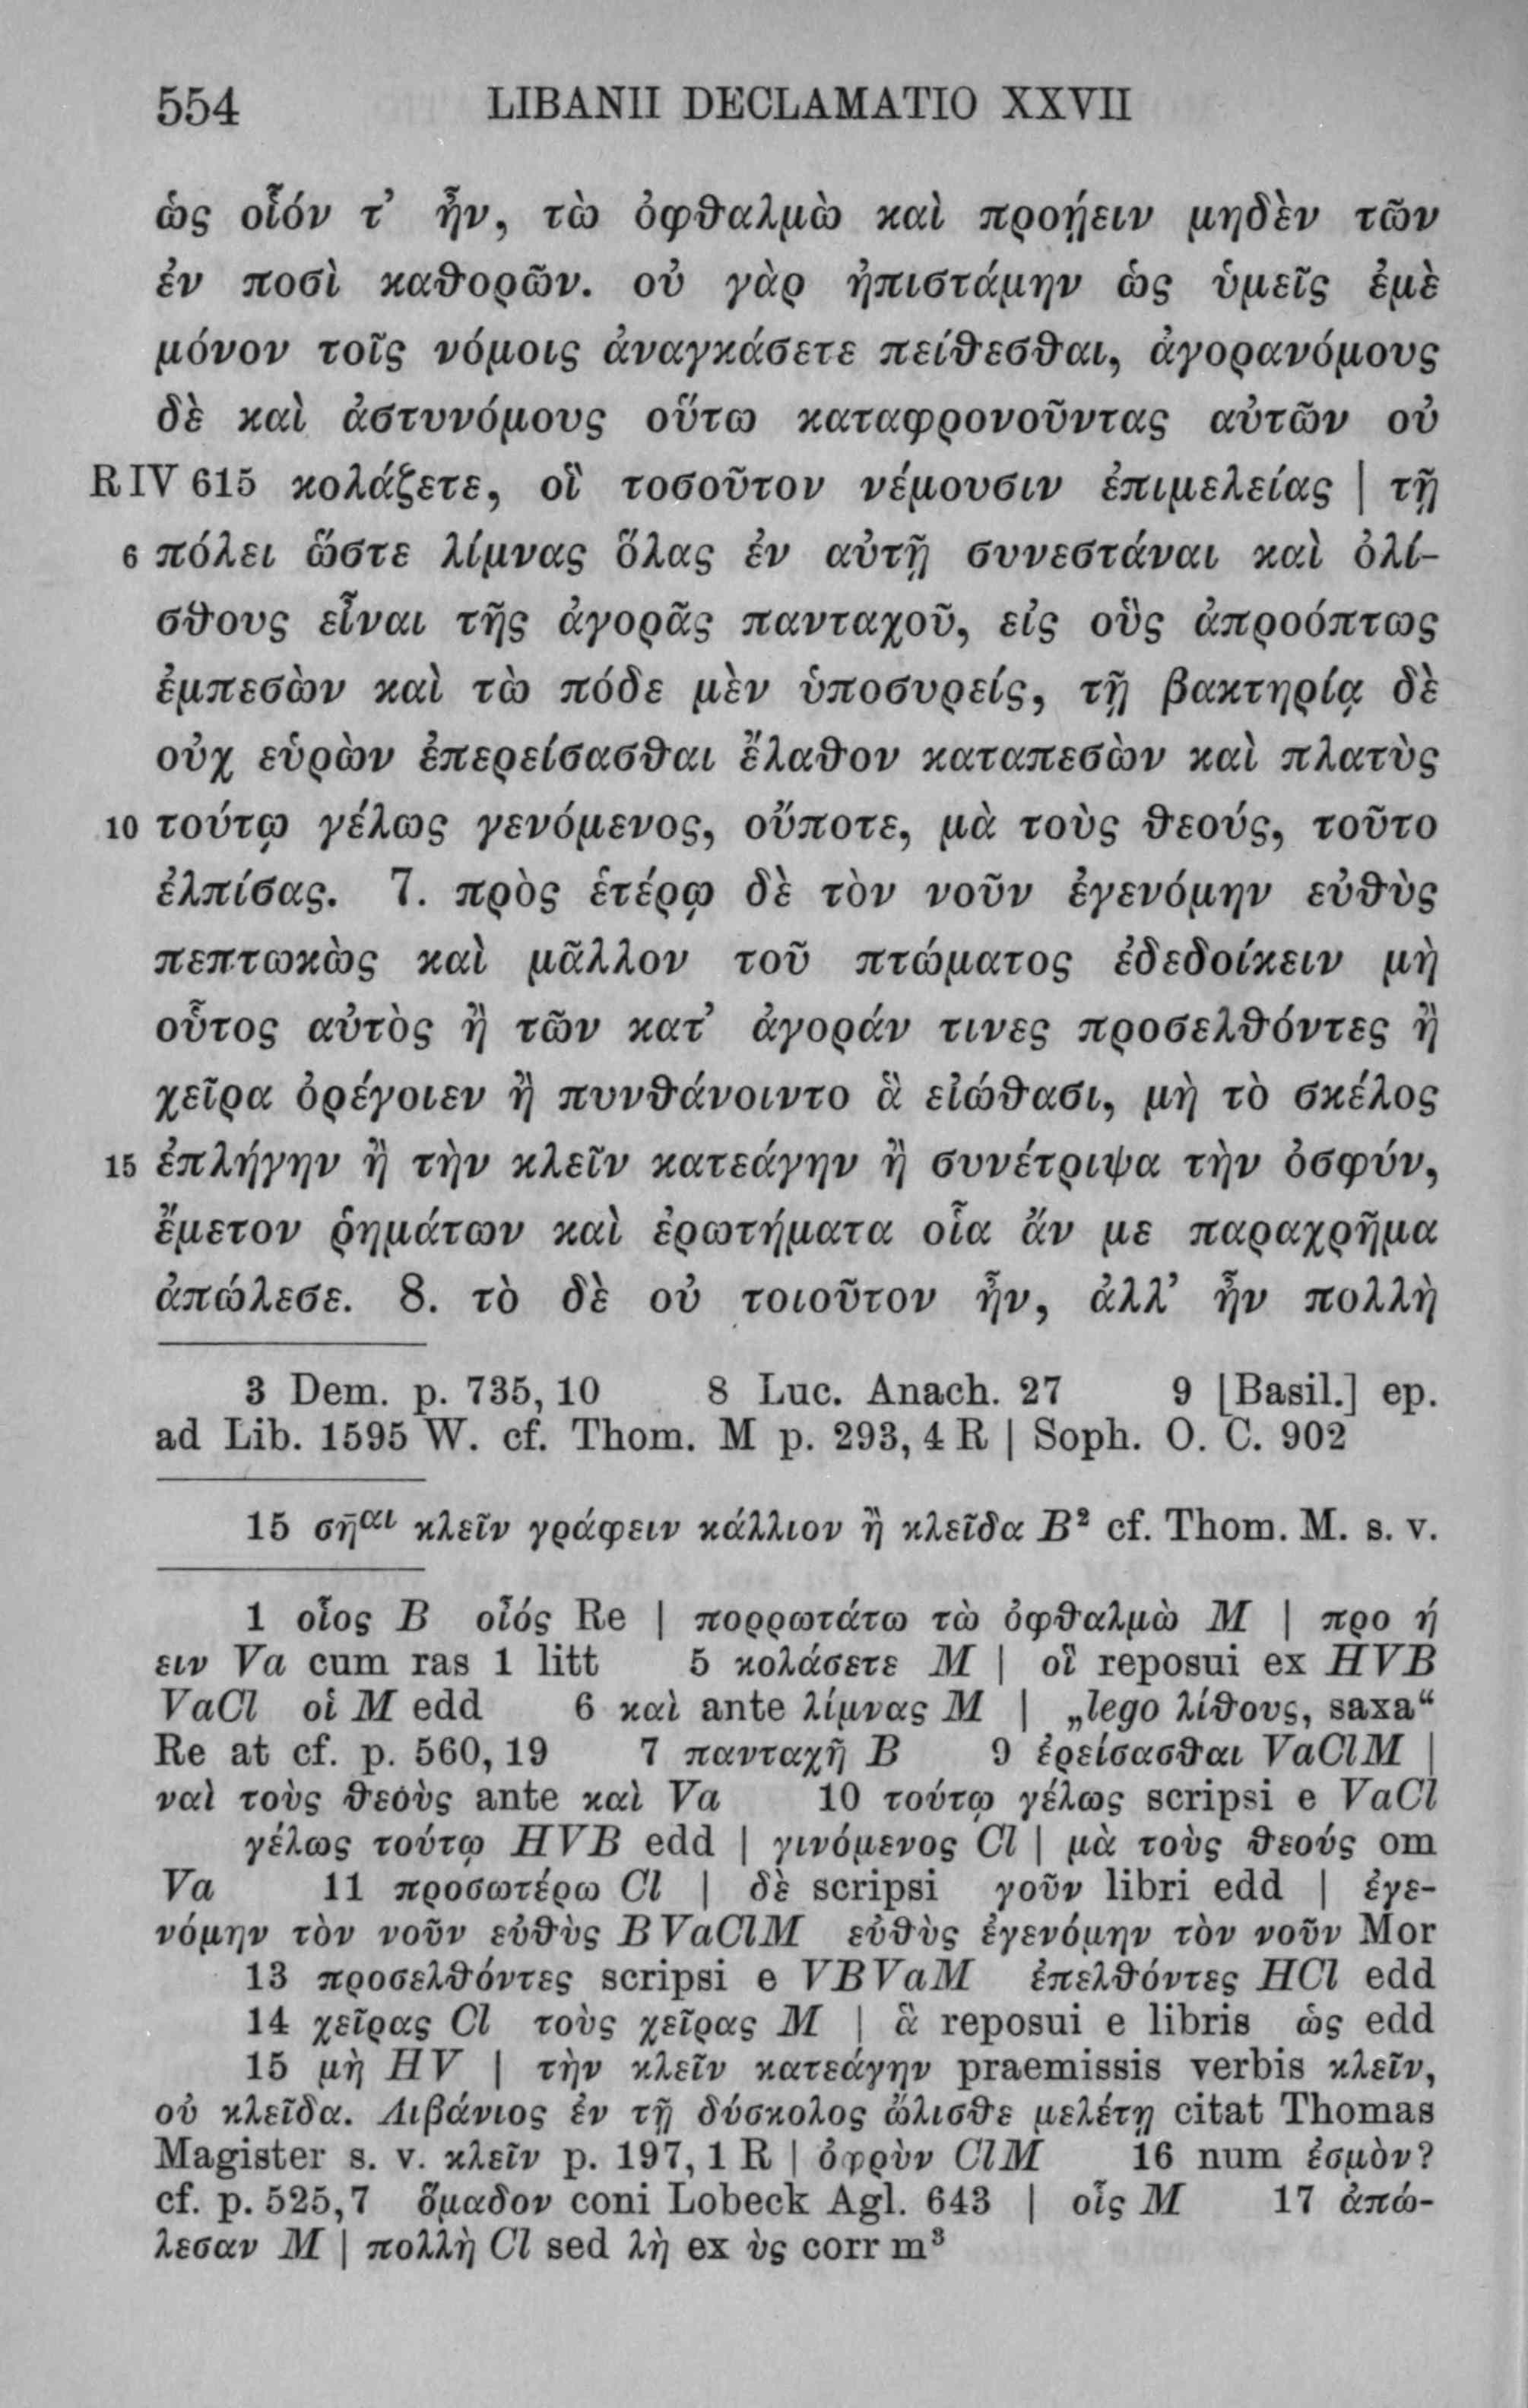 554 LIBANII DECLAMATIO XXVII
ὡς οἷόν τ’ ἦν, τὼ ὀφθαλμὼ καὶ προῄειν μηδὲν τῶν
ἐν ποσὶ καθορῶν. οὐ γὰρ ἠπιστάμην ὡς ὑμεῖς ἐμὲ
μόνον τοῖς νόμοις ἀναγκάσετε πείθεσθαι, ἀγορανόμους
δὲ καὶ ἀστυνόμους οὕτω καταφρονοῦντας αὐτῶν οὐ
R IV 615 κολάζετε, οἳ τοσοῦτον νέμουσιν ἐπιμελείας | τῇ
6 πόλει ὥστε λίμνας ὅλας ἐν αὐτῇ συνεστάναι καὶ ὀλί-
σθους εἶναι τῆς ἀγορᾶς πανταχοῦ, εἰς οὓς ἀπροόπτως
ἐμπεσὼν καὶ τὼ πόδε μὲν ὑποσυρείς, τῇ βακτηρίᾳ δὲ
οὐχ εὑρὼν ἐπερείσασθαι ἔλαθον καταπεσὼν καὶ πλατὺς
10 τούτῳ γέλως γενόμενος, οὔποτε, μὰ τοὺς θεούς, τοῦτο
ἐλπίσας. 7. πρὸς ἑτέρῳ δὲ τὸν νοῦν ἐγενόμην εὐθὺς
πεπτωκὼς καὶ μᾶλλον τοῦ πτώματος ἐδεδοίκειν μὴ
οὗτος αὐτὸς ἢ τῶν κατ’ ἀγοράν τινες προσελθόντες ἢ
χεῖρα ὀρέγοιεν ἢ πυνθάνοιντο ἃ εἰώθασι, μὴ τὸ σκέλος
15 ἐπλήγην ἢ τὴν κλεῖν κατεάγην ἢ συνέτριψα τὴν ὀσφύν,
ἔμετον ῥημάτων καὶ ἐρωτήματα οἷα ἄν με παραχρῆμα
ἀπώλεσε. 8. τὸ δὲ οὐ τοιοῦτον ἦν, ἀλλ’ ἦν πολλὴ
3 Dem. p. 735, 10 8 Luc. Anach. 27 9 [Basil.] ep.
ad Lib. 1595 W. cf. Thom. M p. 293, 4 R | Soph. O. C. 902
15 ση̄αι κλεῖν γράφειν κάλλιον ἢ κλεῖδα B² cf. Thom. M. s. v.
1 οἷος B οἷός Re | πορρωτάτω τὼ ὀφθαλμὼ M | προ ή
ειν Va cum ras 1 litt 5 κολάσετε M | οἳ reposui ex HVB
VaCl οἱ M edd 6 καὶ ante λίμνας M | „lego λίθους, saxa“
Re at cf. p. 560, 19 7 πανταχῆ B 9 ἐρείσασθαι VaClM |
ναὶ τοὺς θεοὺς ante καὶ Va 10 τούτῳ γέλως scripsi e VaCl
γέλως τούτῳ HVB edd | γινόμενος Cl | μὰ τοὺς θεούς om
Va 11 προσωτέρω Cl | δὲ scripsi γοῦν libri edd | ἐγε-
νόμην τὸν νοῦν εὐθὺς BVaClM εὐθὺς ἐγενόμην τὸν νοῦν Mor
13 προσελθόντες scripsi e VBVaM ἐπελθόντες HCl edd
14 χεῖρας Cl τοὺς χεῖρας M | ἃ reposui e libris ὡς edd
15 μὴ HV | τὴν κλεῖν κατεάγην praemissis verbis κλεῖν,
οὐ κλεῖδα. Λιβάνιος ἐν τῇ δύσκολος ὤλισθε μελέτῃ citat Thomas
Magister s. v. κλεῖν p. 197, 1 R | ὀφρὺν ClM 16 num ἐσμὸν?
cf. p. 525, 7 ὅμαδον coni Lobeck Agl. 643 | οἷς M 17 ἀπώ-
λεσαν M | πολλὴ Cl sed λὴ ex ὺς corr m³